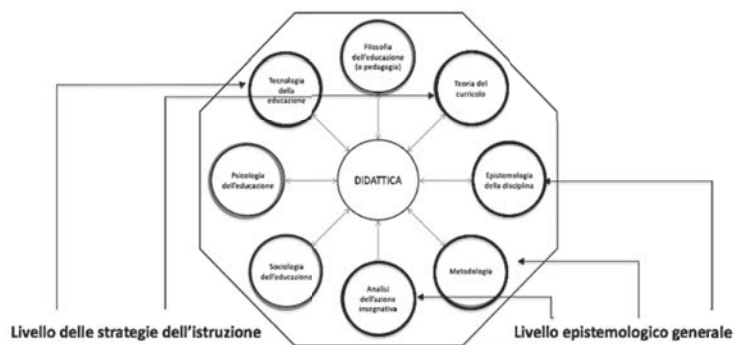 Filosofia
dell'educazione
(o pedagogia)
Tecnologia
della
educazione
Teoria del
curricolo
Psicologia
dell'educazione
DIDATTICA
Epistemologia
della disciplina
Sociologia
dell'educazione
Metodologia
Analisi
dell'azione
insegnativa
Livello delle strategie dell'istruzione
Livello epistemologico generale